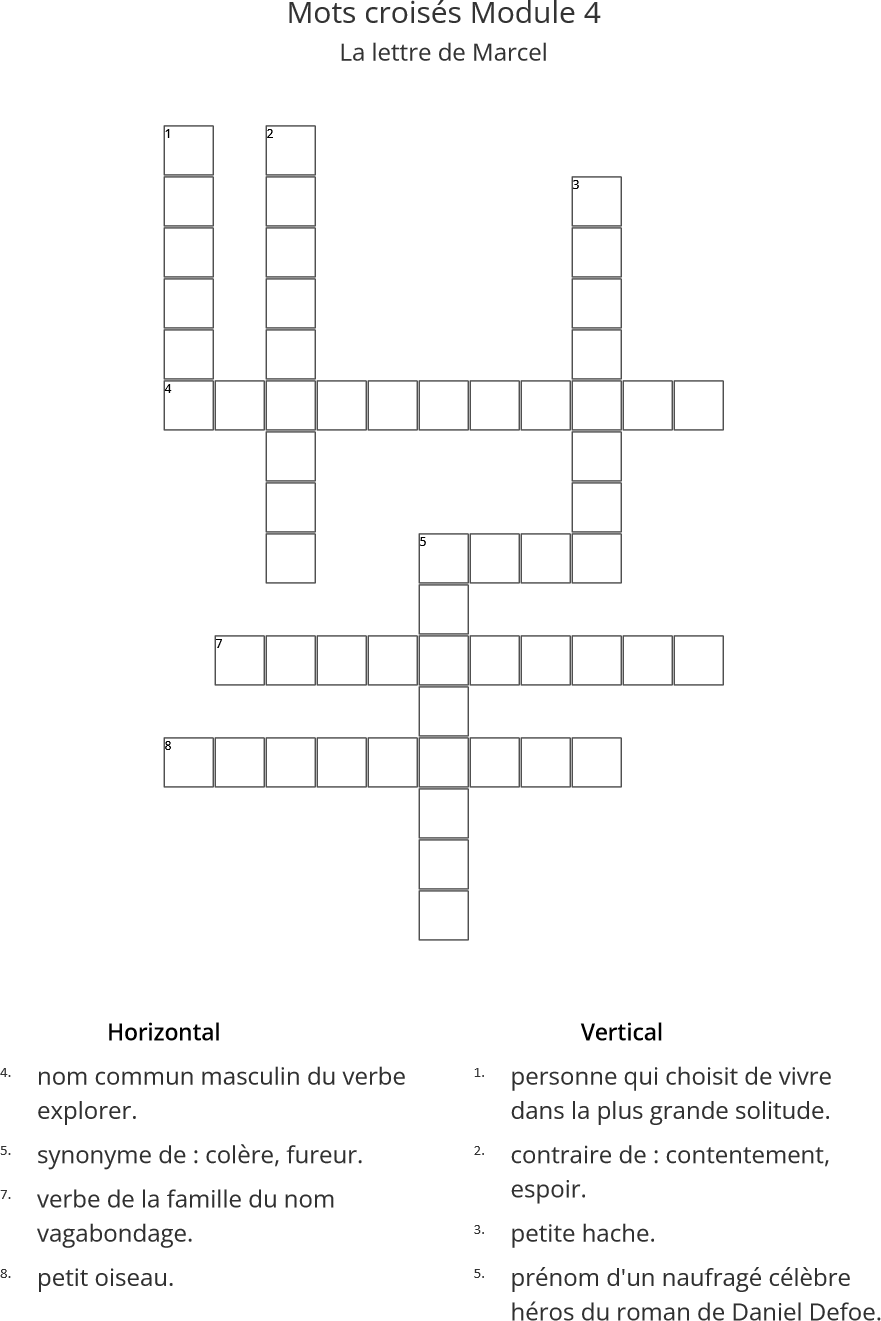 Mots croisés Module 4
La lettre de Marcel
1
2
3
4
5
7
8
Horizontal
4. nom commun masculin du verbe
explorer.
5. synonyme de : colère, fureur.
7. verbe de la famille du nom
vagabondage.
8. petit oiseau.
Vertical
1. personne qui choisit de vivre
dans la plus grande solitude.
2. contraire de : contentement,
espoir.
3. petite hache.
5. prénom d'un naufragé célèbre
héros du roman de Daniel Defoe.